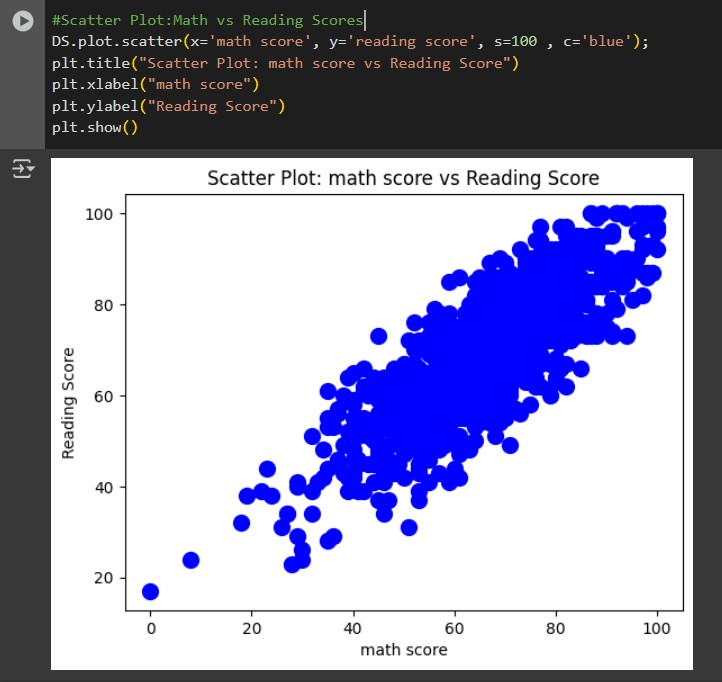 #Scatter Plot:Math vs Reading Scores
DS.plot.scatter(x='math score', y='reading score', s=100 , c='blue');
plt.title("Scatter Plot: math score vs Reading Score")
plt.xlabel("math score")
plt.ylabel("Reading Score")
plt.show()
Scatter Plot: math score vs Reading Score
100
80
60
40
20
Reading Score
0 20 40 60 80 100
math score